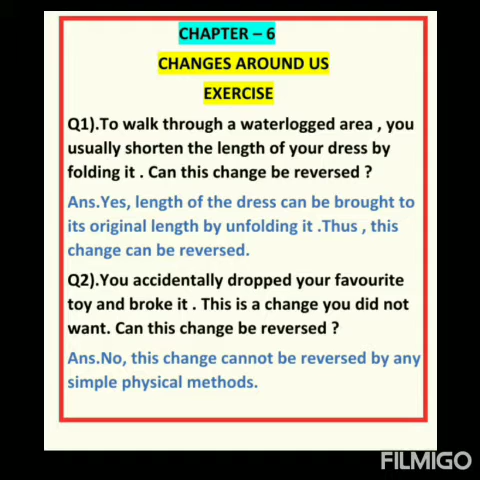 CHAPTER – 6
CHANGES AROUND US
EXERCISE
Q1).To walk through a waterlogged area , you
usually shorten the length of your dress by
folding it . Can this change be reversed ?
Ans.Yes, length of the dress can be brought to
its original length by unfolding it .Thus , this
change can be reversed.
Q2).You accidentally dropped your favourite
toy and broke it . This is a change you did not
want. Can this change be reversed ?
Ans.No, this change cannot be reversed by any
simple physical methods.
FILMIGO